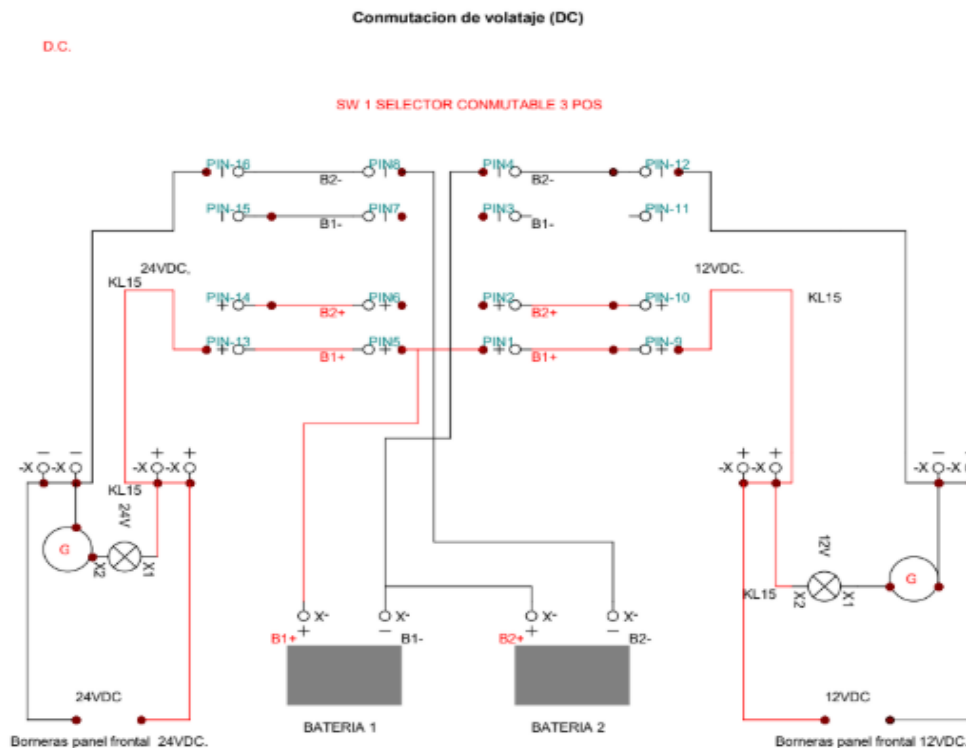 Conmutacion de volataje (DC)
D.C.
SW 1 SELECTOR CONMUTABLE 3 POS
PIN-16 PIN8 PIN4 PIN-12
B2- B2-
PIN-15 PIN7 PIN3 PIN-11
B1- B1-
24VDC, 12VDC.
KL15 KL15
PIN-14 PIN6 PIN2 PIN-10
B2+ B2+
PIN-13 PIN5 PIN1 PIN-9
B1+ B1+
− − + + + + − −
-X -X -X -X -X -X -X -X
KL15
24V 12V
G X2 X1 KL15 X2 X1 G
X- X- X- X-
B1+ + − B1- B2+ + − B2-
24VDC 12VDC
BATERIA 1 BATERIA 2
Borneras panel frontal 24VDC. Borneras panel frontal 12VDC.